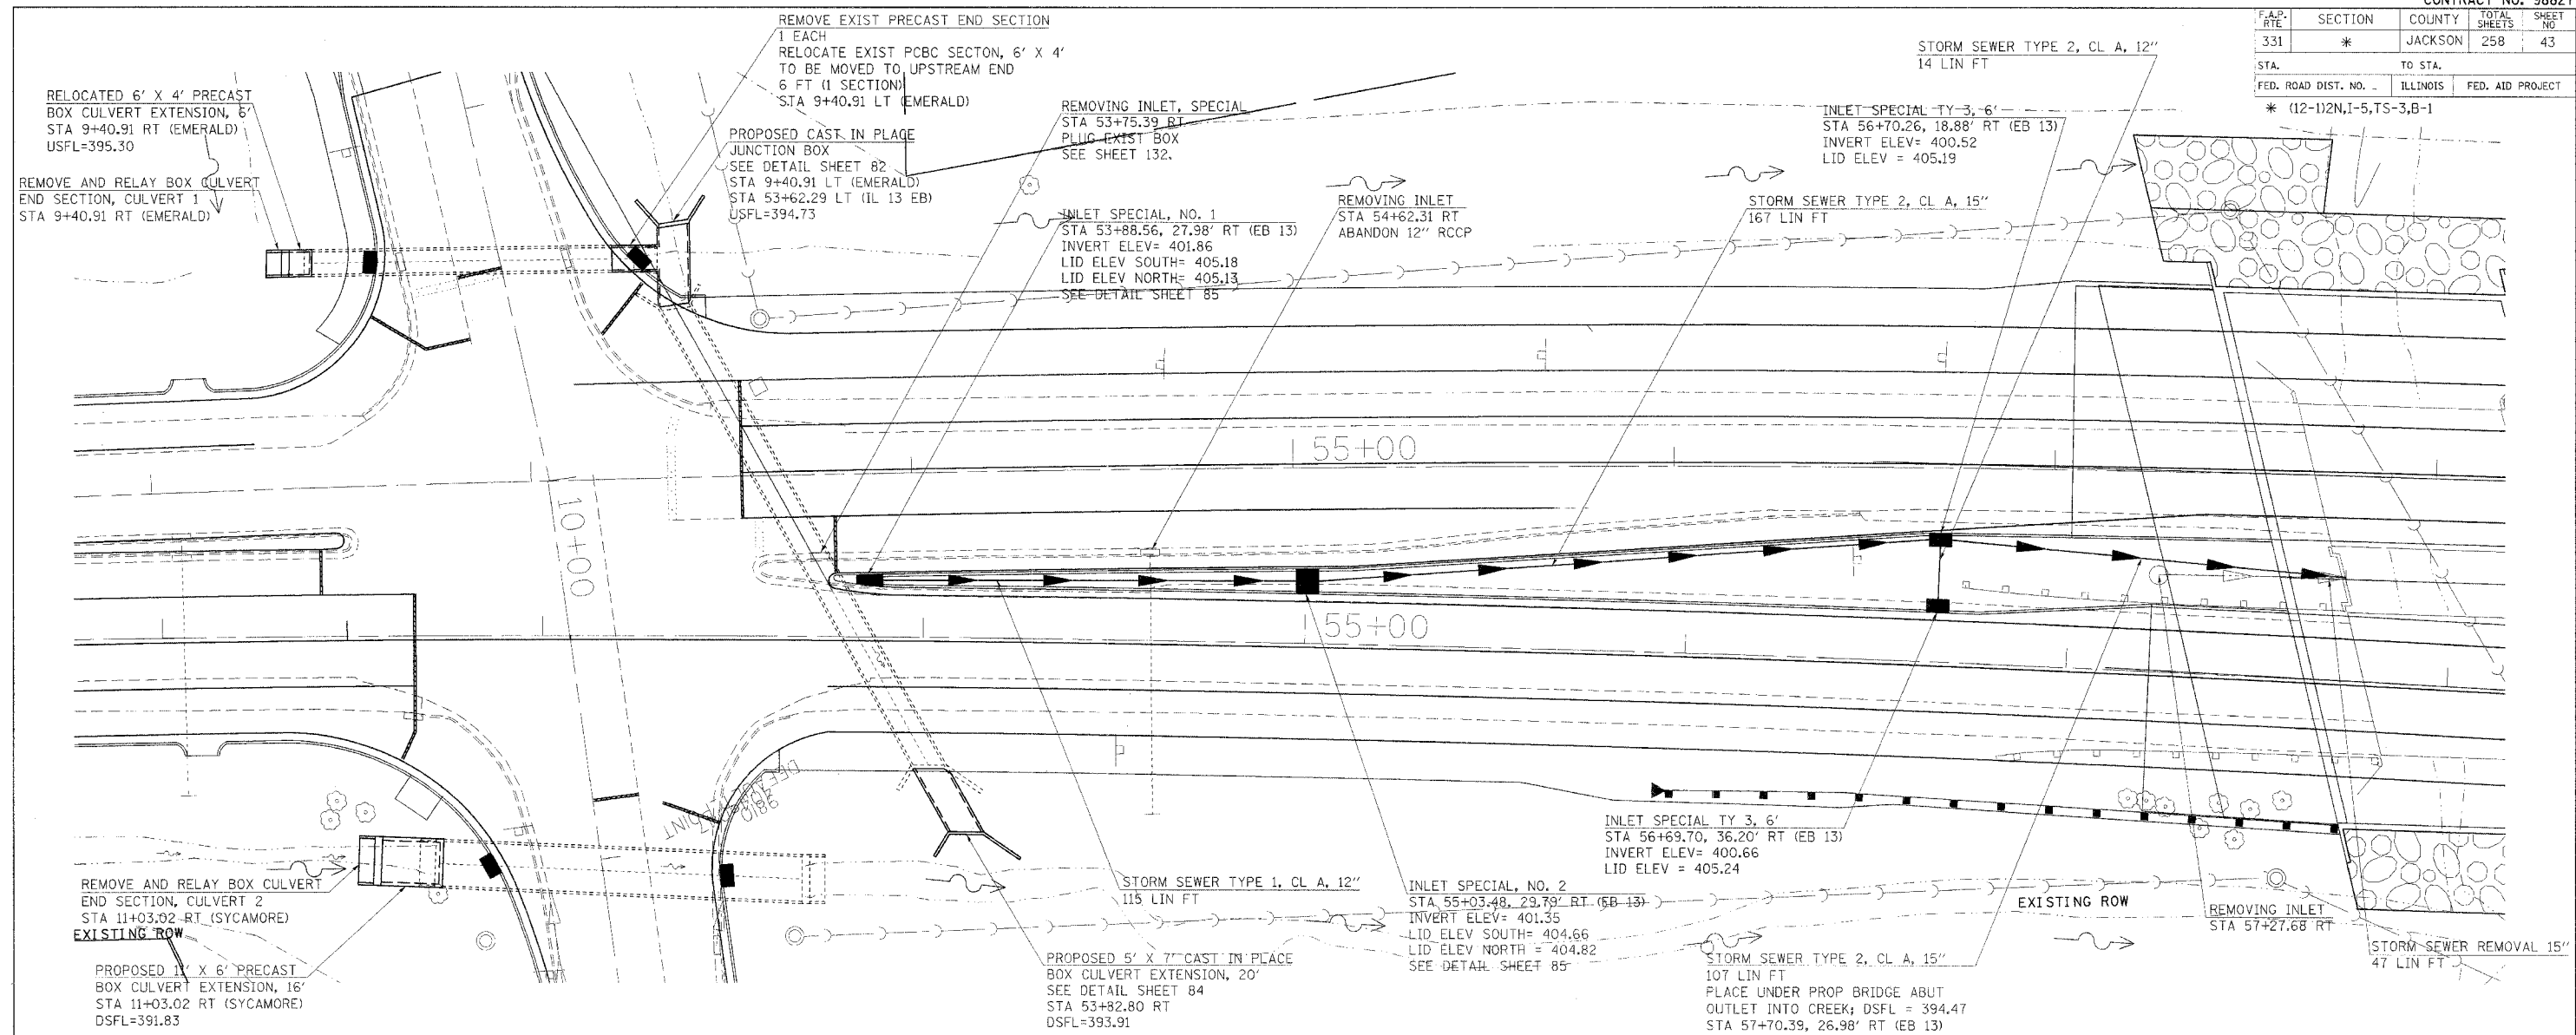 CONTRACT NO. 98821
F.A.P. RTE
SECTION
COUNTY
TOTAL SHEETS
SHEET NO
331
*
JACKSON
258
43
STA.
TO STA.
FED. ROAD DIST. NO. _
ILLINOIS
FED. AID PROJECT
* (12-1)2N,I-5,TS-3,B-1
REMOVE EXIST PRECAST END SECTION
1 EACH
RELOCATE EXIST PCBC SECTON, 6' X 4'
TO BE MOVED TO UPSTREAM END
6 FT (1 SECTION)
STA 9+40.91 LT (EMERALD)
STORM SEWER TYPE 2, CL A, 12"
14 LIN FT
RELOCATED 6' X 4' PRECAST
BOX CULVERT EXTENSION, 6'
STA 9+40.91 RT (EMERALD)
USFL=395.30
REMOVING INLET, SPECIAL
STA 53+75.39 RT
PLUG EXIST BOX
SEE SHEET 132.
INLET SPECIAL TY 3, 6'
STA 56+70.26, 18.88' RT (EB 13)
INVERT ELEV= 400.52
LID ELEV = 405.19
PROPOSED CAST IN PLACE
JUNCTION BOX
SEE DETAIL SHEET 82
STA 9+40.91 LT (EMERALD)
STA 53+62.29 LT (IL 13 EB)
USFL=394.73
REMOVE AND RELAY BOX CULVERT
END SECTION, CULVERT 1
STA 9+40.91 RT (EMERALD)
INLET SPECIAL, NO. 1
STA 53+88.56, 27.98' RT (EB 13)
INVERT ELEV= 401.86
LID ELEV SOUTH= 405.18
LID ELEV NORTH= 405.13
SEE DETAIL SHEET 85
REMOVING INLET
STA 54+62.31 RT
ABANDON 12" RCCP
STORM SEWER TYPE 2, CL A, 15"
167 LIN FT
55+00
10+00
55+00
INLET SPECIAL TY 3, 6'
STA 56+69.70, 36.20' RT (EB 13)
INVERT ELEV= 400.66
LID ELEV = 405.24
REMOVE AND RELAY BOX CULVERT
END SECTION, CULVERT 2
STA 11+03.02 RT (SYCAMORE)
EXISTING ROW
STORM SEWER TYPE 1, CL A, 12"
115 LIN FT
INLET SPECIAL, NO. 2
STA 55+03.48, 29.79' RT (EB 13)
INVERT ELEV= 401.35
LID ELEV SOUTH= 404.66
LID ELEV NORTH = 404.82
SEE DETAIL SHEET 85
EXISTING ROW
REMOVING INLET
STA 57+27.68 RT
STORM SEWER REMOVAL 15"
47 LIN FT
PROPOSED 11' X 6' PRECAST
BOX CULVERT EXTENSION, 16'
STA 11+03.02 RT (SYCAMORE)
DSFL=391.83
PROPOSED 5' X 7' CAST IN PLACE
BOX CULVERT EXTENSION, 20'
SEE DETAIL SHEET 84
STA 53+82.80 RT
DSFL=393.91
STORM SEWER TYPE 2, CL A, 15"
107 LIN FT
PLACE UNDER PROP BRIDGE ABUT
OUTLET INTO CREEK; DSFL = 394.47
STA 57+70.39, 26.98' RT (EB 13)